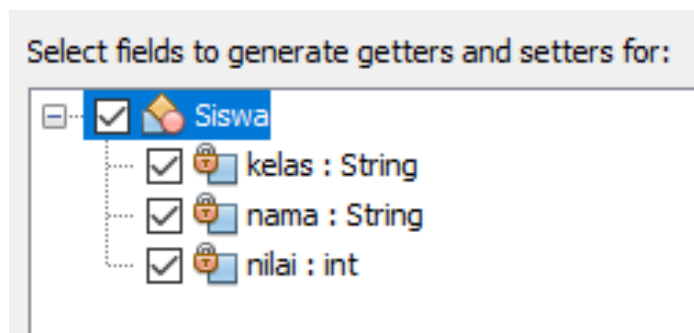 Select fields to generate getters and setters for:
Siswa
kelas : String
nama : String
nilai : int